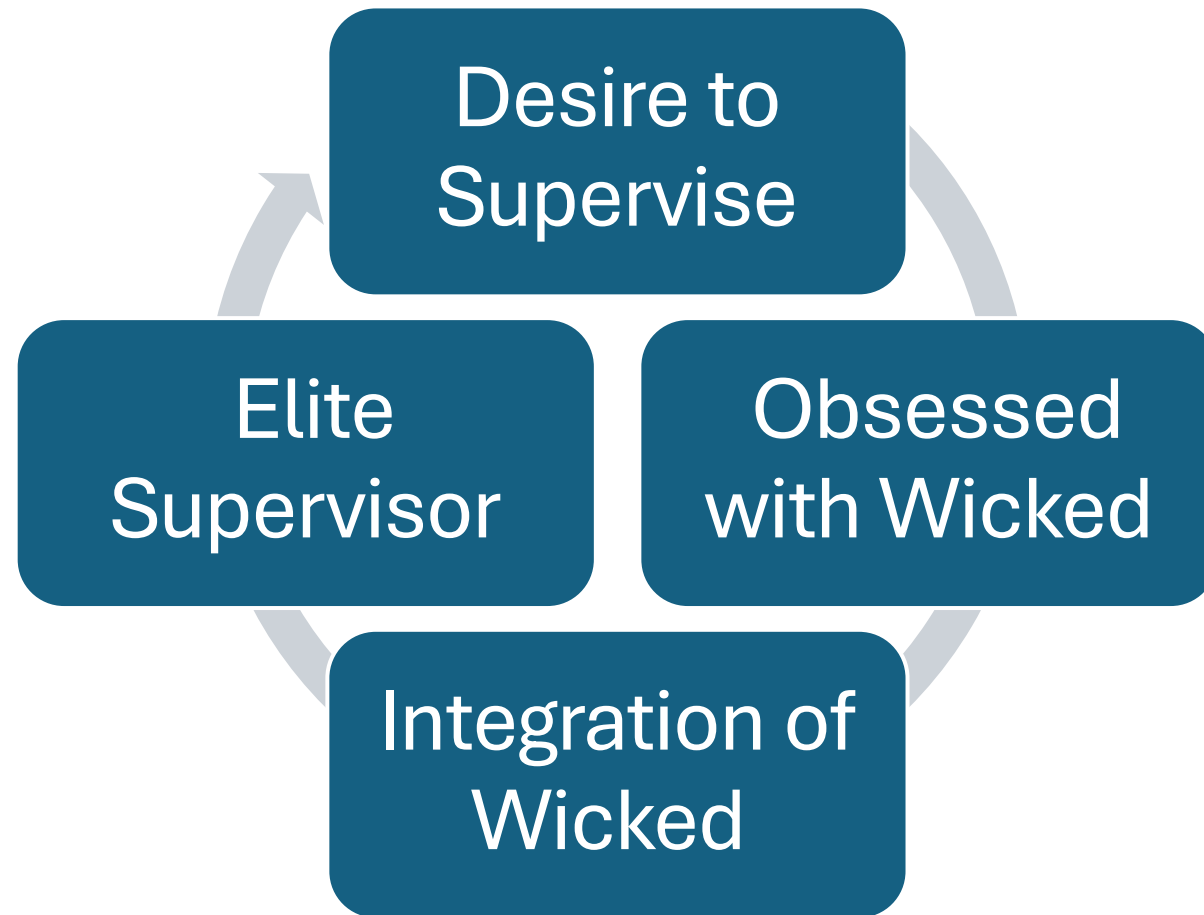 Desire to
Supervise
Obsessed
with Wicked
Integration of
Wicked
Elite
Supervisor